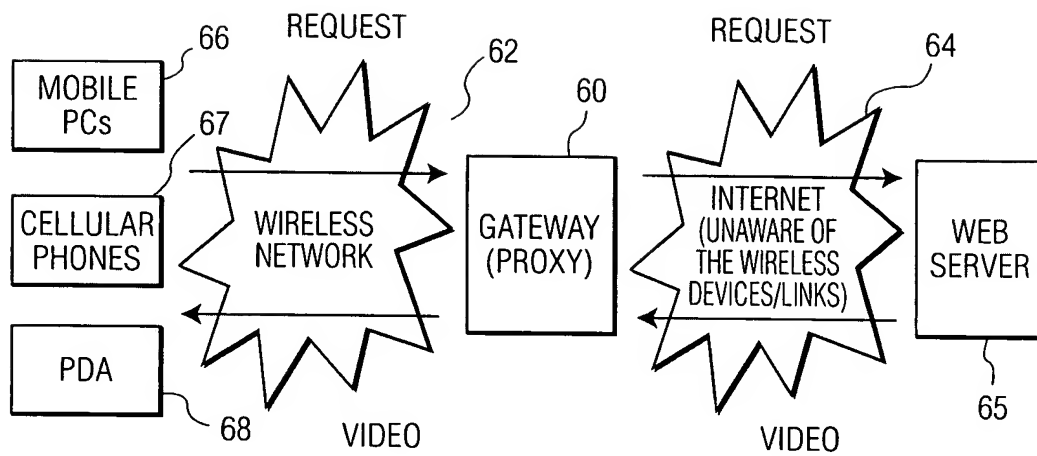 REQUEST
REQUEST
66
62
64
MOBILE
PCs
60
67
CELLULAR
PHONES
WIRELESS
NETWORK
GATEWAY
(PROXY)
INTERNET
(UNAWARE OF
THE WIRELESS
DEVICES/LINKS)
WEB
SERVER
PDA
68
65
VIDEO
VIDEO